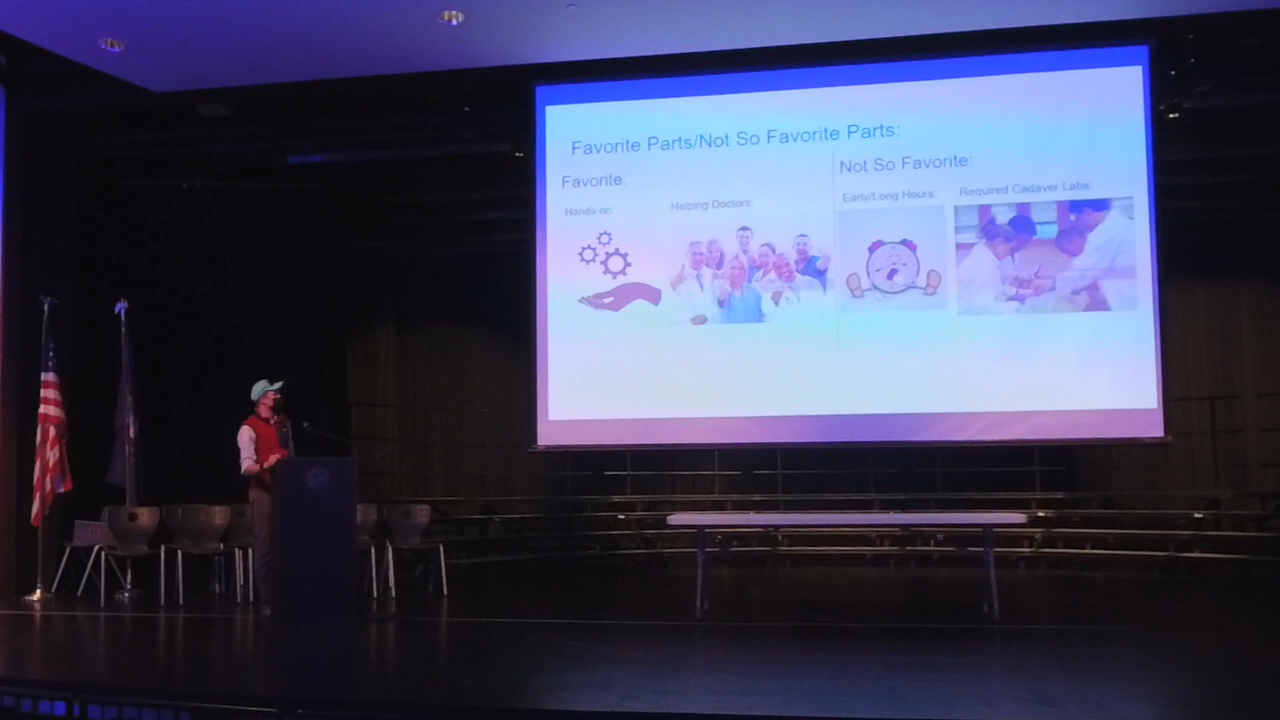 Favorite Parts/Not So Favorite Parts:
Favorite:
Hands on:
Helping Doctors:
Not So Favorite:
Early/Long Hours:
Required Cadaver Labs: